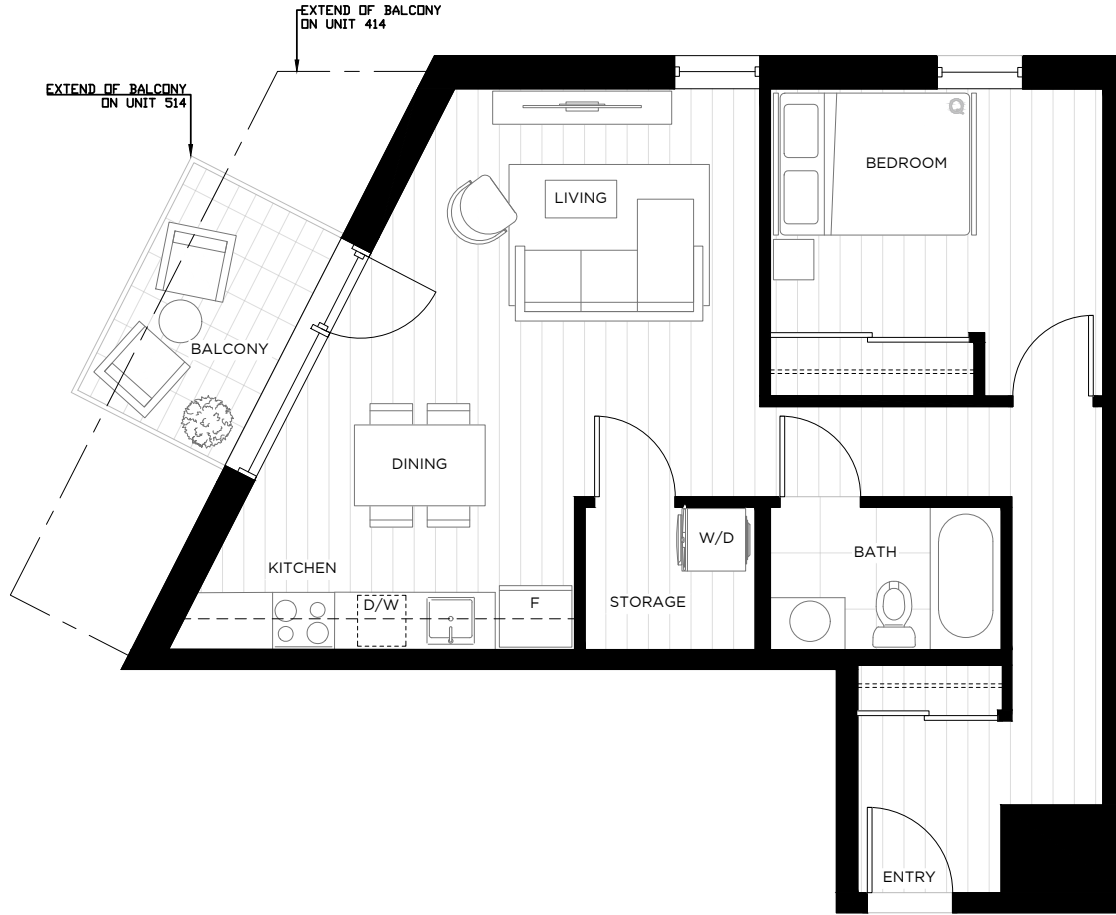 EXTEND OF BALCONY
ON UNIT 414
EXTEND OF BALCONY
ON UNIT 514
BEDROOM
LIVING
BALCONY
DINING
W/D
BATH
KITCHEN
STORAGE
D/W
F
ENTRY